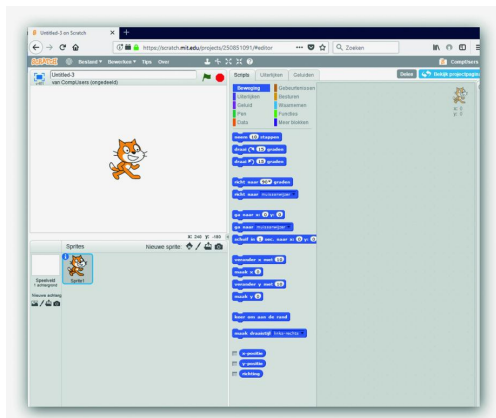 Untitled-3 on Scratch
https://scratch.mit.edu/projects/250851091/#editor
Zoeken
SCRATCH
Bestand
Bewerken
Tips
Over
CompUsers
Untitled-3
van CompUsers (ongedeeld)
Scripts
Uiterlijken
Geluiden
Delen
Bekijk projectpagina
Beweging
Gebeurtenissen
Uiterlijken
Besturen
Geluid
Waarnemen
Pen
Functies
Data
Meer blokken
neem 10 stappen
draai 15 graden
draai 15 graden
richt naar 90 graden
richt naar muisaanwijzer
ga naar x: 0 y: 0
ga naar muisaanwijzer
schuif in 1 sec. naar x: 0 y: 0
verander x met 10
maak x 0
verander y met 10
maak y 0
keer om aan de rand
maak draaistijl links-rechts
x-positie
y-positie
richting
x: 0
y: 0
x: 240 y: -180
Sprites
Nieuwe sprite:
Speelveld
1 achtergrond
Sprite1
Nieuwe achterg